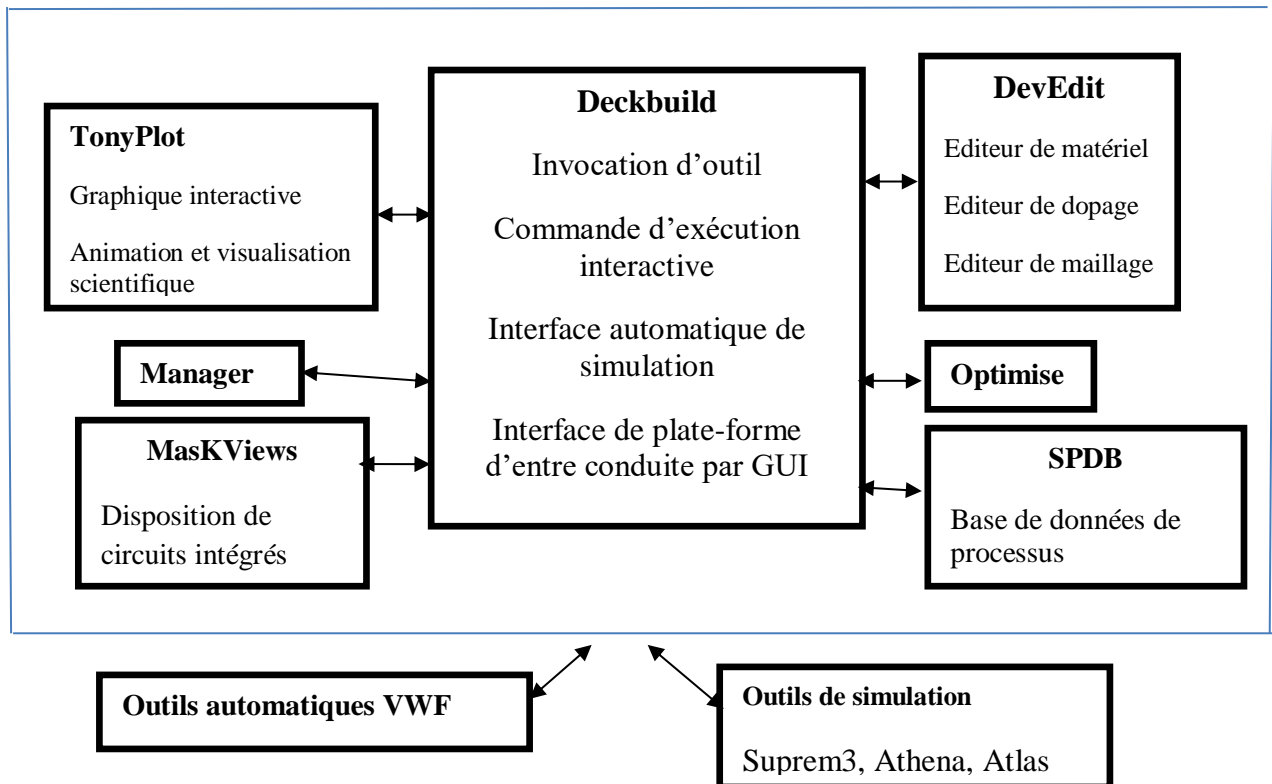 TonyPlot
Graphique interactive
Animation et visualisation
scientifique
Manager
MasKViews
Disposition de
circuits intégrés
Deckbuild
Invocation d’outil
Commande d’exécution
interactive
Interface automatique de
simulation
Interface de plate-forme
d’entre conduite par GUI
DevEdit
Editeur de matériel
Editeur de dopage
Editeur de maillage
Optimise
SPDB
Base de données de
processus
Outils automatiques VWF
Outils de simulation
Suprem3, Athena, Atlas